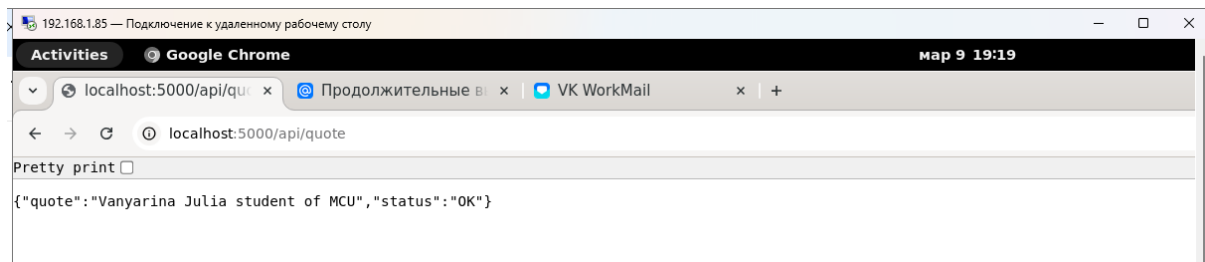 192.168.1.85 — Подключение к удаленному рабочему столу
Activities Google Chrome мар 9 19:19
localhost:5000/api/quo Продолжительные в VK WorkMail
localhost:5000/api/quote
Pretty print
{"quote":"Vanyarina Julia student of MCU","status":"OK"}